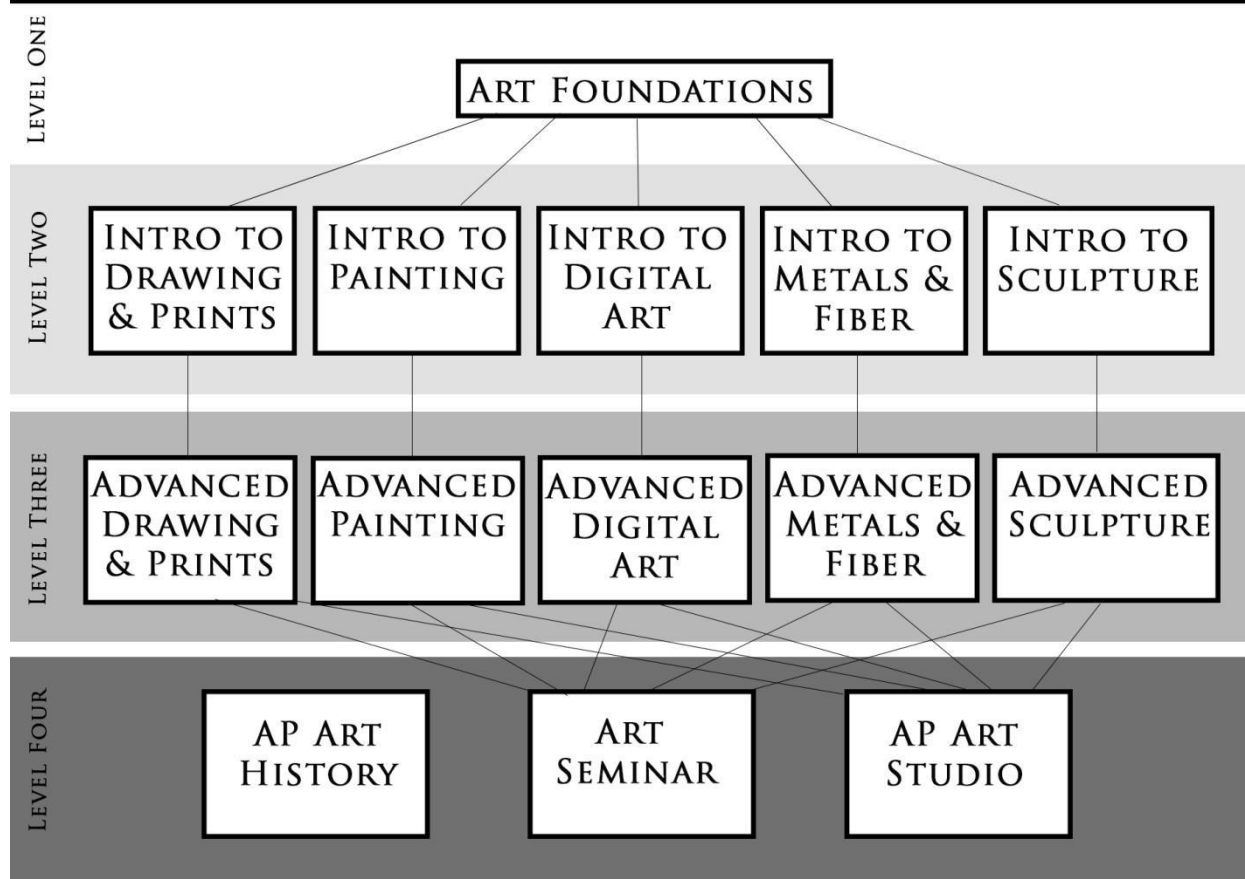 LEVEL ONE
ART FOUNDATIONS
LEVEL TWO
INTRO TO
DRAWING
& PRINTS
INTRO TO
PAINTING
INTRO TO
DIGITAL
ART
INTRO TO
METALS &
FIBER
INTRO TO
SCULPTURE
LEVEL THREE
ADVANCED
DRAWING
& PRINTS
ADVANCED
PAINTING
ADVANCED
DIGITAL
ART
ADVANCED
METALS &
FIBER
ADVANCED
SCULPTURE
LEVEL FOUR
AP ART
HISTORY
ART
SEMINAR
AP ART
STUDIO